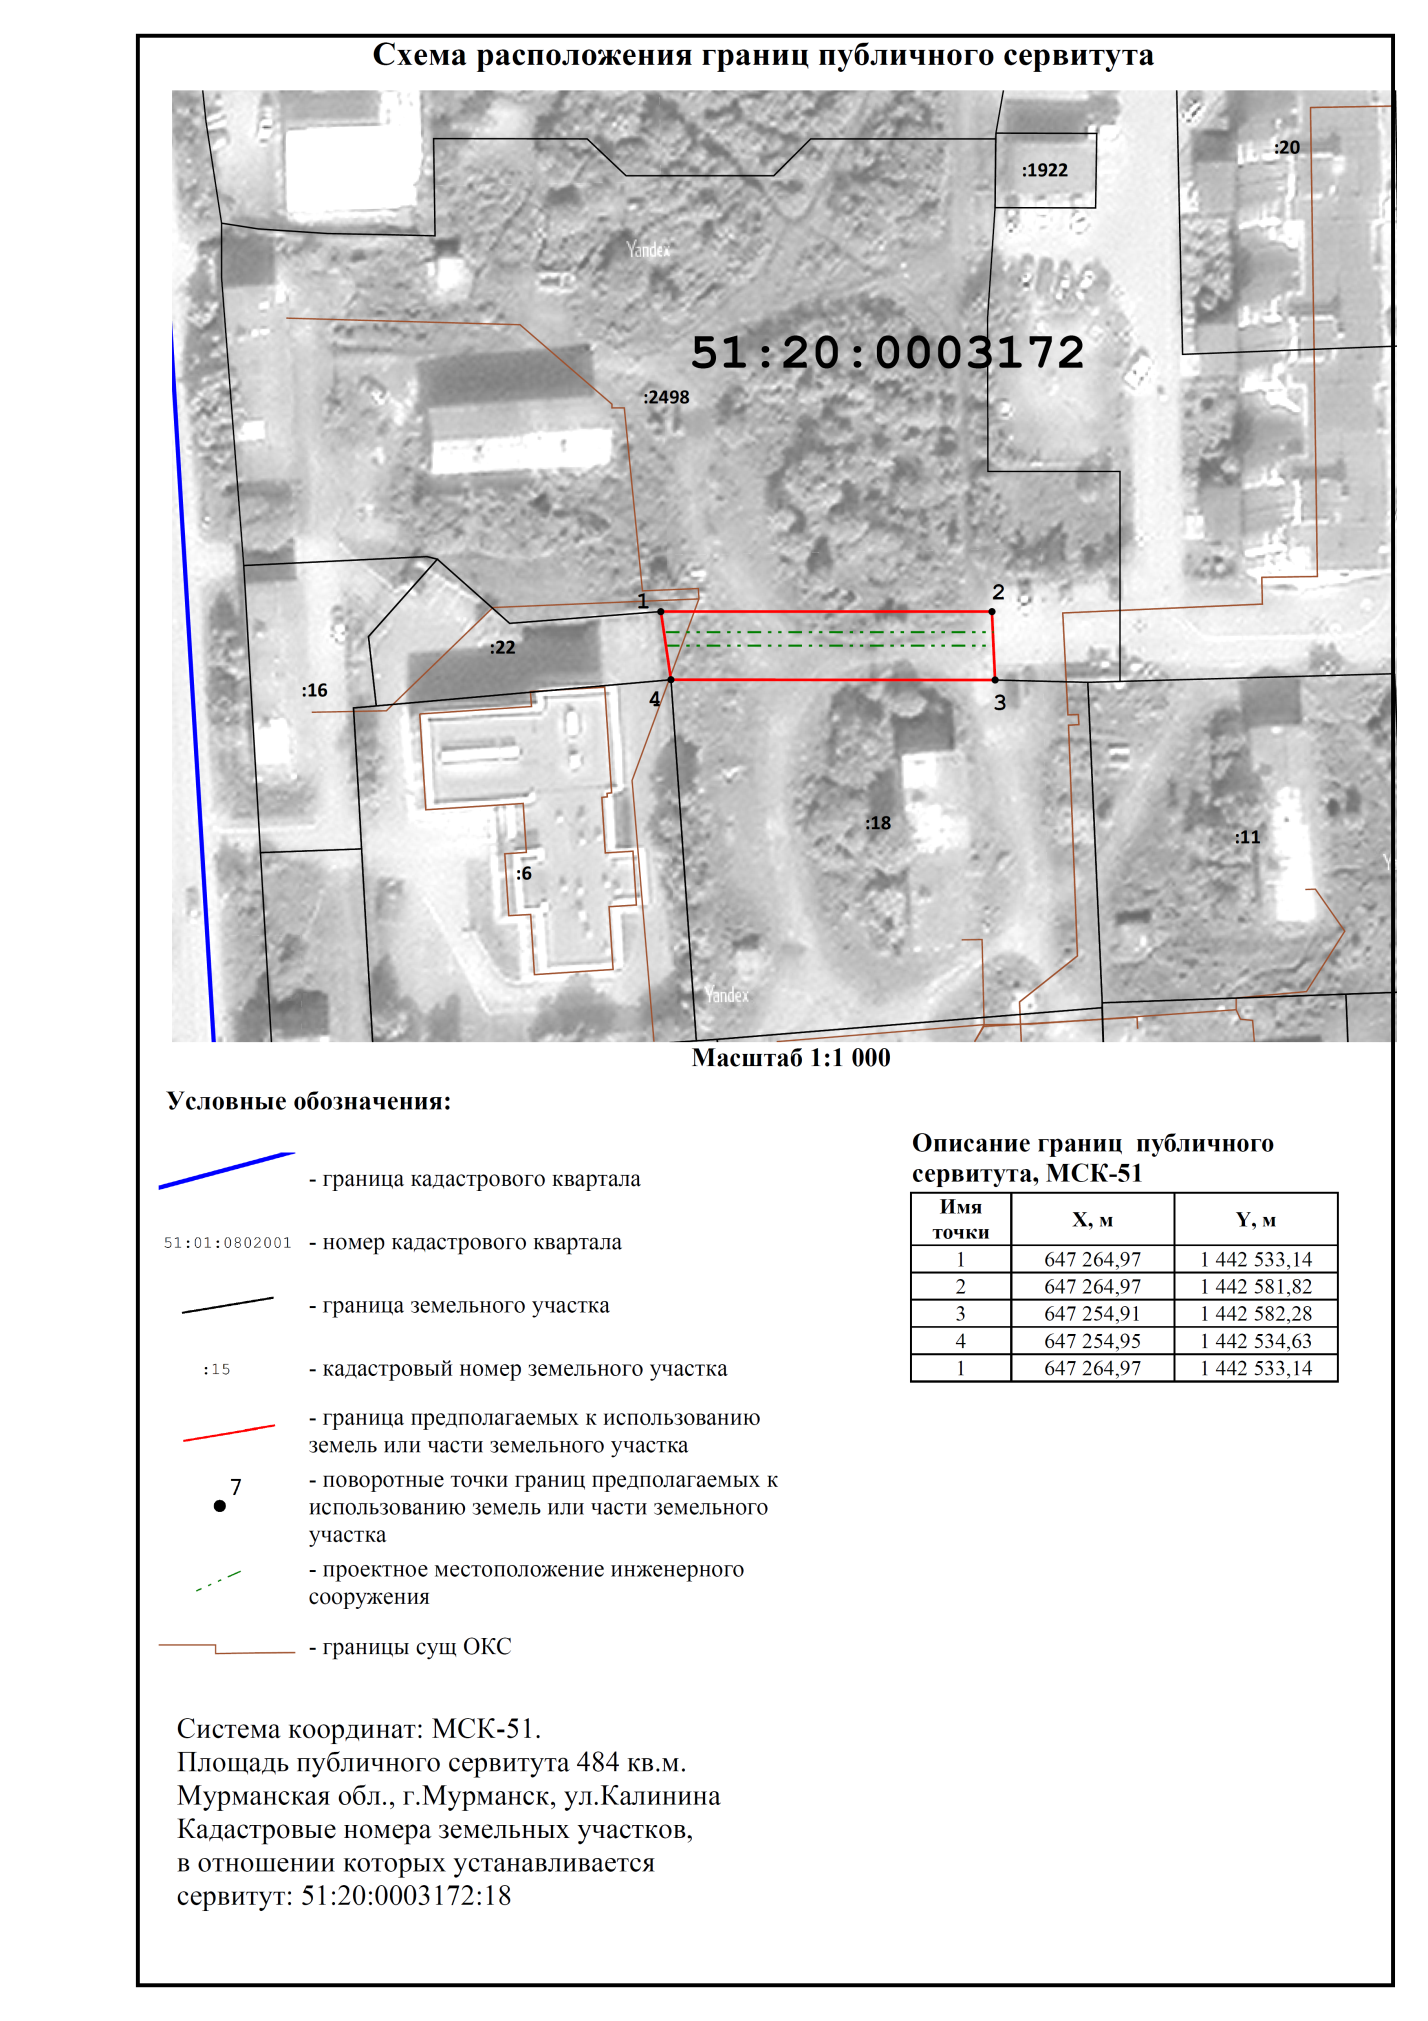 Схема расположения границ публичного сервитута
:20
:1922
Yandex
51:20:0003172
:2498
1
2
:22
:16
4
3
:18
:11
:6
Yandex
Масштаб 1:1 000
Условные обозначения:
- граница кадастрового квартала
51:01:0802001 - номер кадастрового квартала
- граница земельного участка
:15 - кадастровый номер земельного участка
- граница предполагаемых к использованию
земель или части земельного участка
7
- поворотные точки границ предполагаемых к
использованию земель или части земельного
участка
- проектное местоположение инженерного
сооружения
- границы сущ ОКС
Описание границ публичного
сервитута, МСК-51
Имя точки X, м Y, м
1 647 264,97 1 442 533,14
2 647 264,97 1 442 581,82
3 647 254,91 1 442 582,28
4 647 254,95 1 442 534,63
1 647 264,97 1 442 533,14
Система координат: МСК-51.
Площадь публичного сервитута 484 кв.м.
Мурманская обл., г.Мурманск, ул.Калинина
Кадастровые номера земельных участков,
в отношении которых устанавливается
сервитут: 51:20:0003172:18